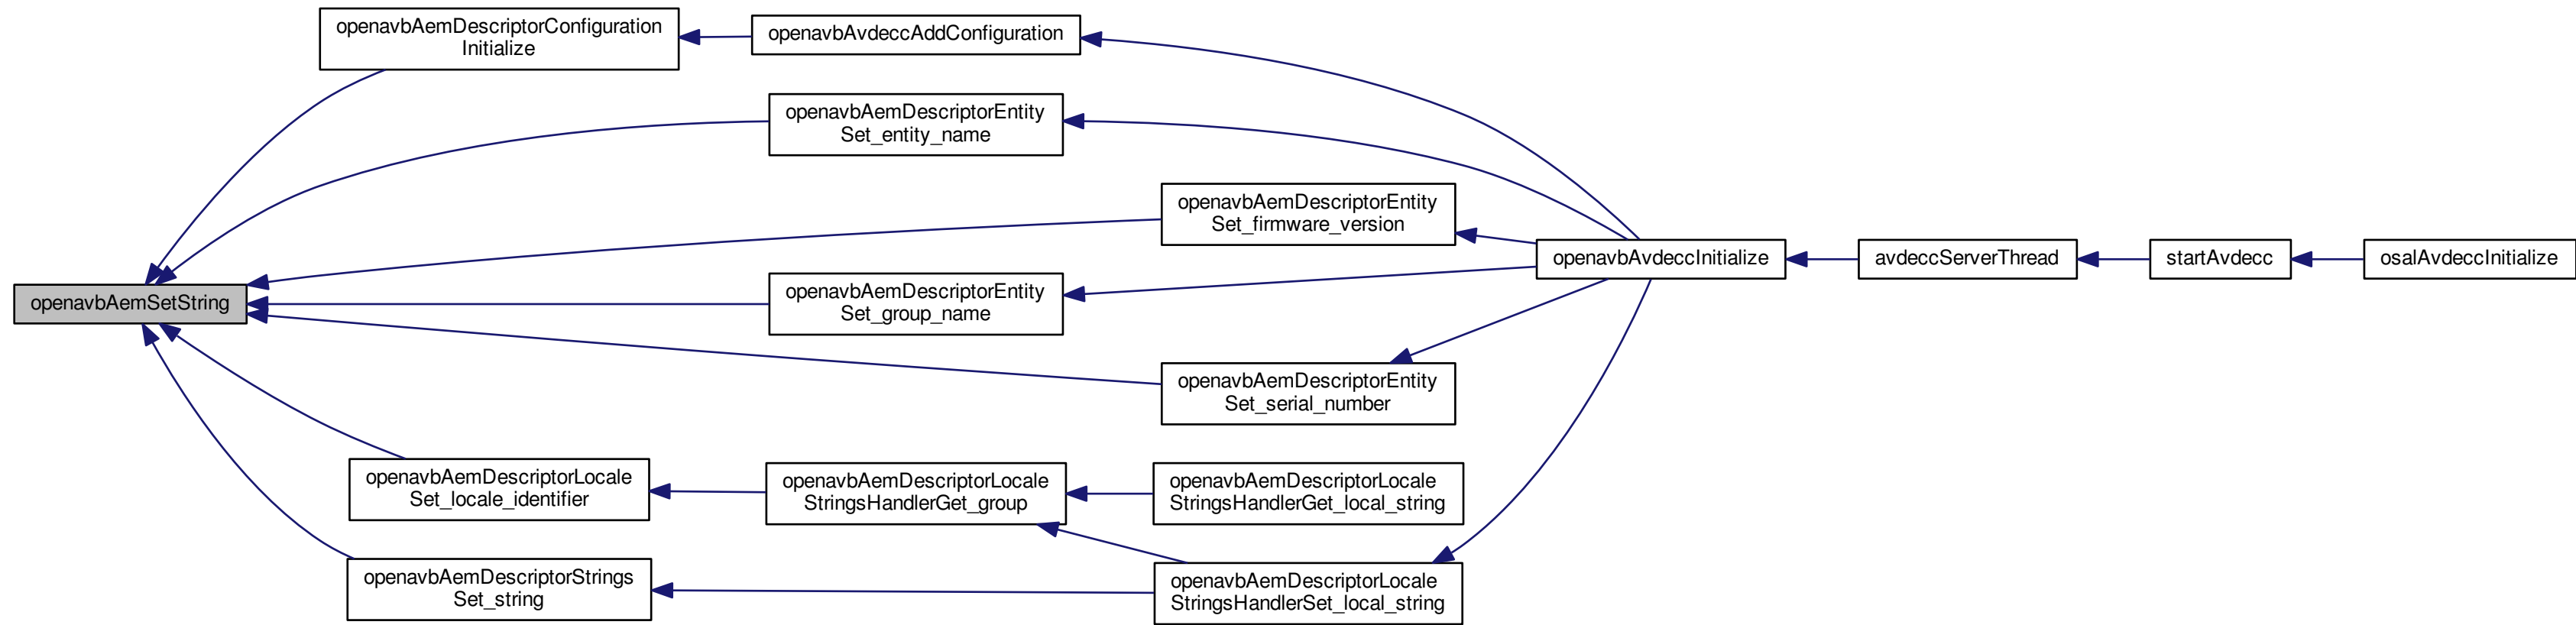 openavbAemDescriptorConfiguration
Initialize
openavbAvdeccAddConfiguration
openavbAemDescriptorEntity
Set_entity_name
openavbAemDescriptorEntity
Set_firmware_version
openavbAvdeccInitialize
avdeccServerThread
startAvdecc
osalAvdeccInitialize
openavbAemSetString
openavbAemDescriptorEntity
Set_group_name
openavbAemDescriptorEntity
Set_serial_number
openavbAemDescriptorLocale
Set_locale_identifier
openavbAemDescriptorLocale
StringsHandlerGet_group
openavbAemDescriptorLocale
StringsHandlerGet_local_string
openavbAemDescriptorStrings
Set_string
openavbAemDescriptorLocale
StringsHandlerSet_local_string